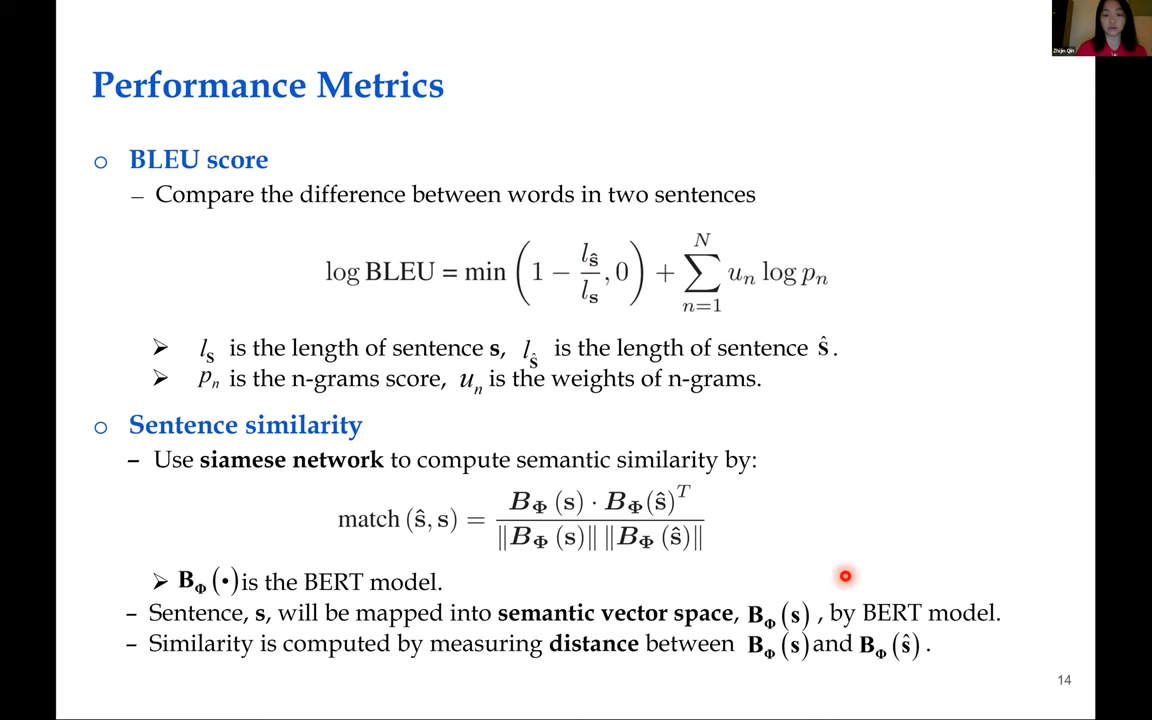 Zhijin Qin
Performance Metrics
o BLEU score
– Compare the difference between words in two sentences
log BLEU = min ( 1 − l_ŝ / l_s , 0 ) + ∑_{n=1}^{N} u_n log p_n
➢ l_s is the length of sentence s, l_ŝ is the length of sentence ŝ.
➢ p_n is the n-grams score, u_n is the weights of n-grams.
o Sentence similarity
– Use siamese network to compute semantic similarity by:
match (ŝ, s) = B_Φ (s) · B_Φ(ŝ)^T / ‖B_Φ (s)‖ ‖B_Φ (ŝ)‖
➢ B_Φ(•) is the BERT model.
– Sentence, s, will be mapped into semantic vector space, B_Φ(s) , by BERT model.
– Similarity is computed by measuring distance between B_Φ(s) and B_Φ(ŝ) .
14